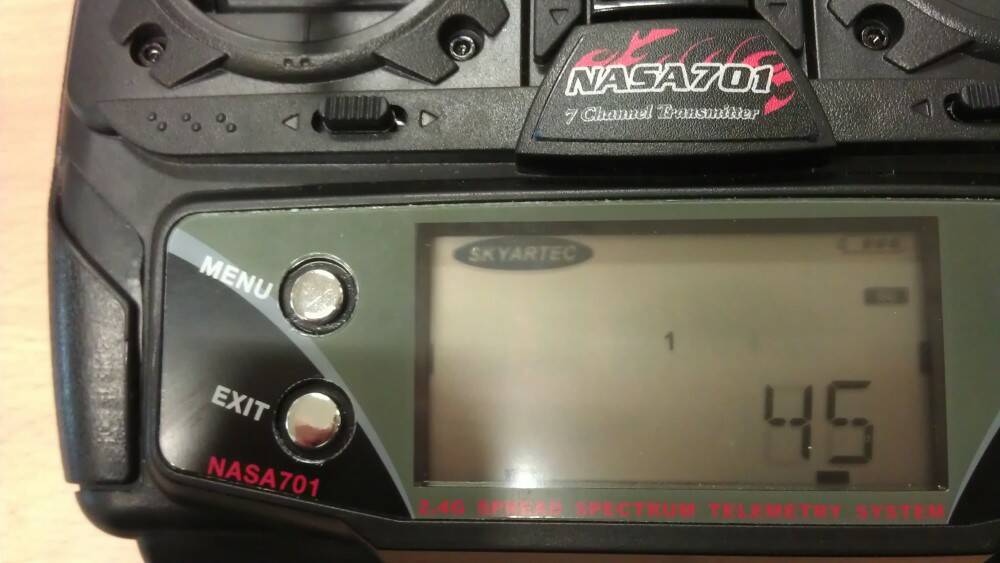 NASA701
7 Channel Transmitter
SKYARTEC
MENU
1
EXIT
45
NASA701
2.4G SPREAD SPECTRUM TELEMETRY SYSTEM